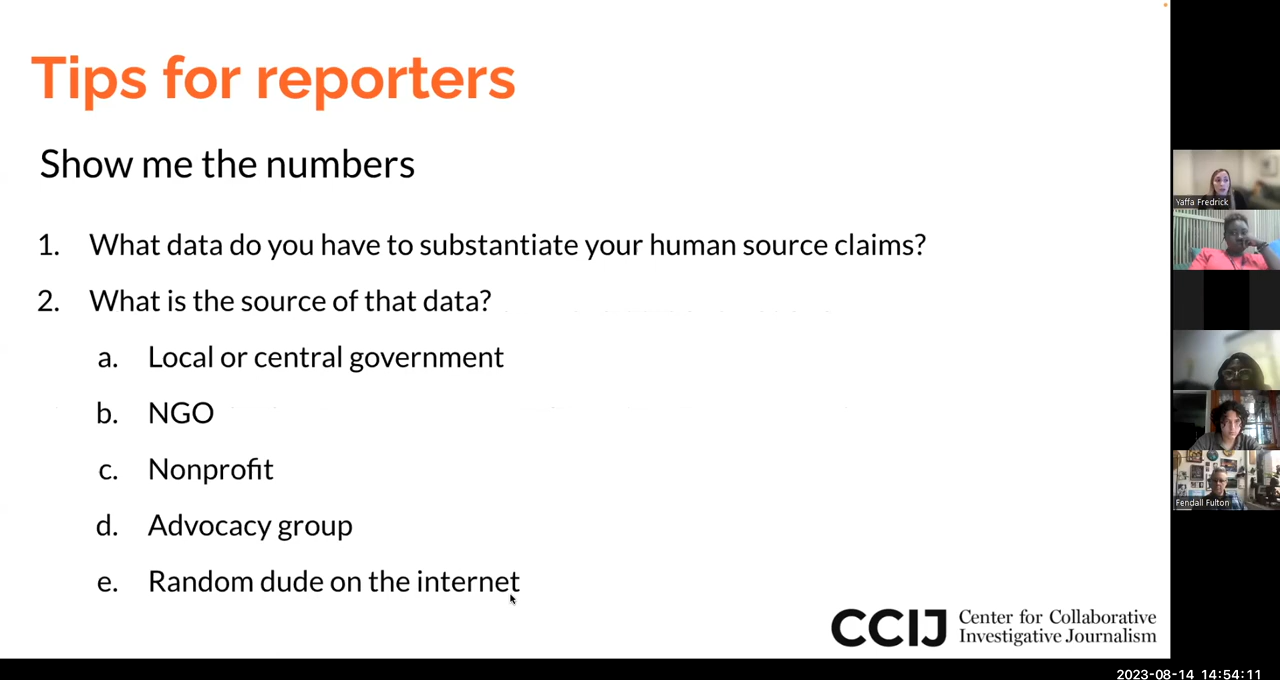 Tips for reporters
Show me the numbers
1. What data do you have to substantiate your human source claims?
2. What is the source of that data?
a. Local or central government
b. NGO
c. Nonprofit
d. Advocacy group
e. Random dude on the internet
CCIJ
Center for Collaborative
Investigative Journalism
Yaffa Fredrick
Fendall Fulton
2023-08-14 14:54:11